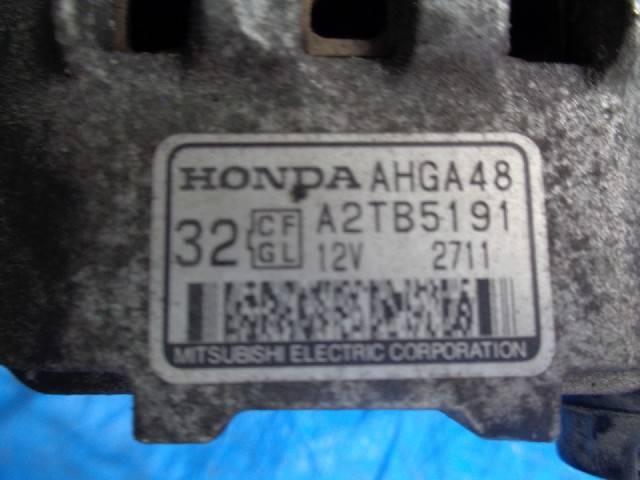 HONDA AHGA48
32 CF GL A2TB5191
12V 2711
MITSUBISHI ELECTRIC CORPORATION